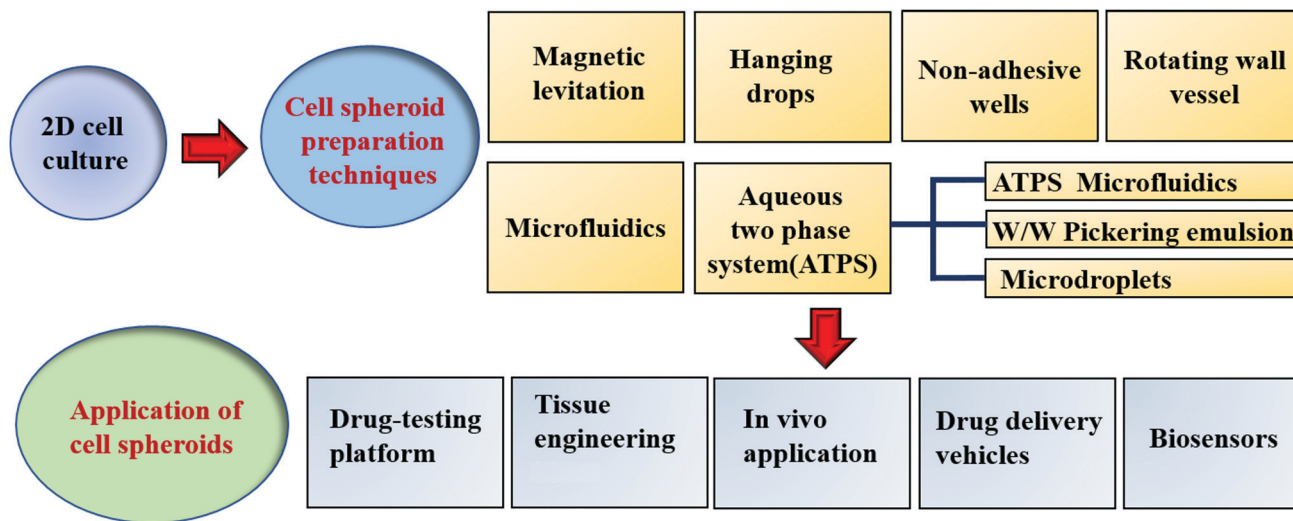 2D cell
culture
Cell spheroid
preparation
techniques
Magnetic
levitation
Hanging
drops
Non-adhesive
wells
Rotating wall
vessel
Microfluidics
Aqueous
two phase
system(ATPS)
ATPS Microfluidics
W/W Pickering emulsion
Microdroplets
Application of
cell spheroids
Drug-testing
platform
Tissue
engineering
In vivo
application
Drug delivery
vehicles
Biosensors